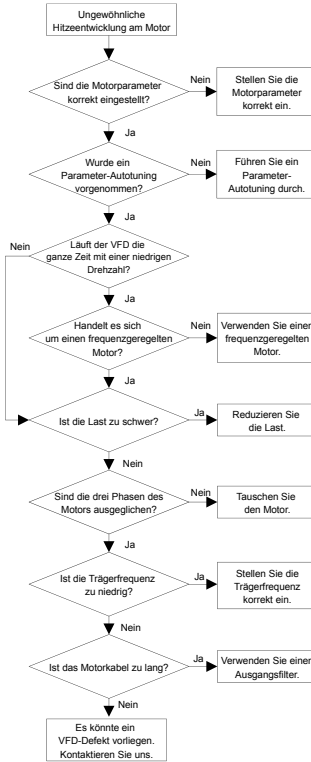 Ungewöhnliche
Hitzeentwicklung am Motor
Sind die Motorparameter
korrekt eingestellt?
Nein
Stellen Sie die
Motorparameter
korrekt ein.
Ja
Wurde ein
Parameter-Autotuning
vorgenommen?
Nein
Führen Sie ein
Parameter-
Autotuning durch.
Ja
Nein
Läuft der VFD die
ganze Zeit mit einer niedrigen
Drehzahl?
Ja
Handelt es sich
um einen frequenzgeregelten
Motor?
Nein
Verwenden Sie einen
frequenzgeregelten
Motor.
Ja
Ist die Last zu schwer?
Ja
Reduzieren Sie
die Last.
Nein
Sind die drei Phasen des
Motors ausgeglichen?
Nein
Tauschen Sie
den Motor.
Ja
Ist die Trägerfrequenz
zu niedrig?
Ja
Stellen Sie die
Trägerfrequenz
korrekt ein.
Nein
Ist das Motorkabel zu lang?
Ja
Verwenden Sie einen
Ausgangsfilter.
Nein
Es könnte ein
VFD-Defekt vorliegen.
Kontaktieren Sie uns.